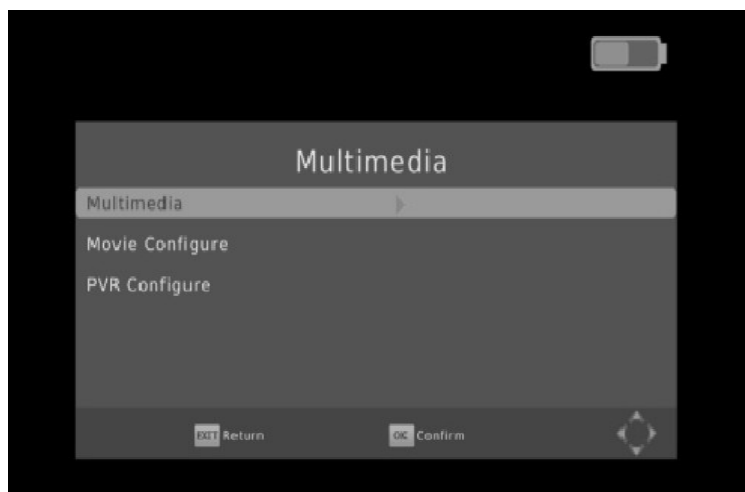 Multimedia
Multimedia
Movie Configure
PVR Configure
EXIT Return OK Confirm